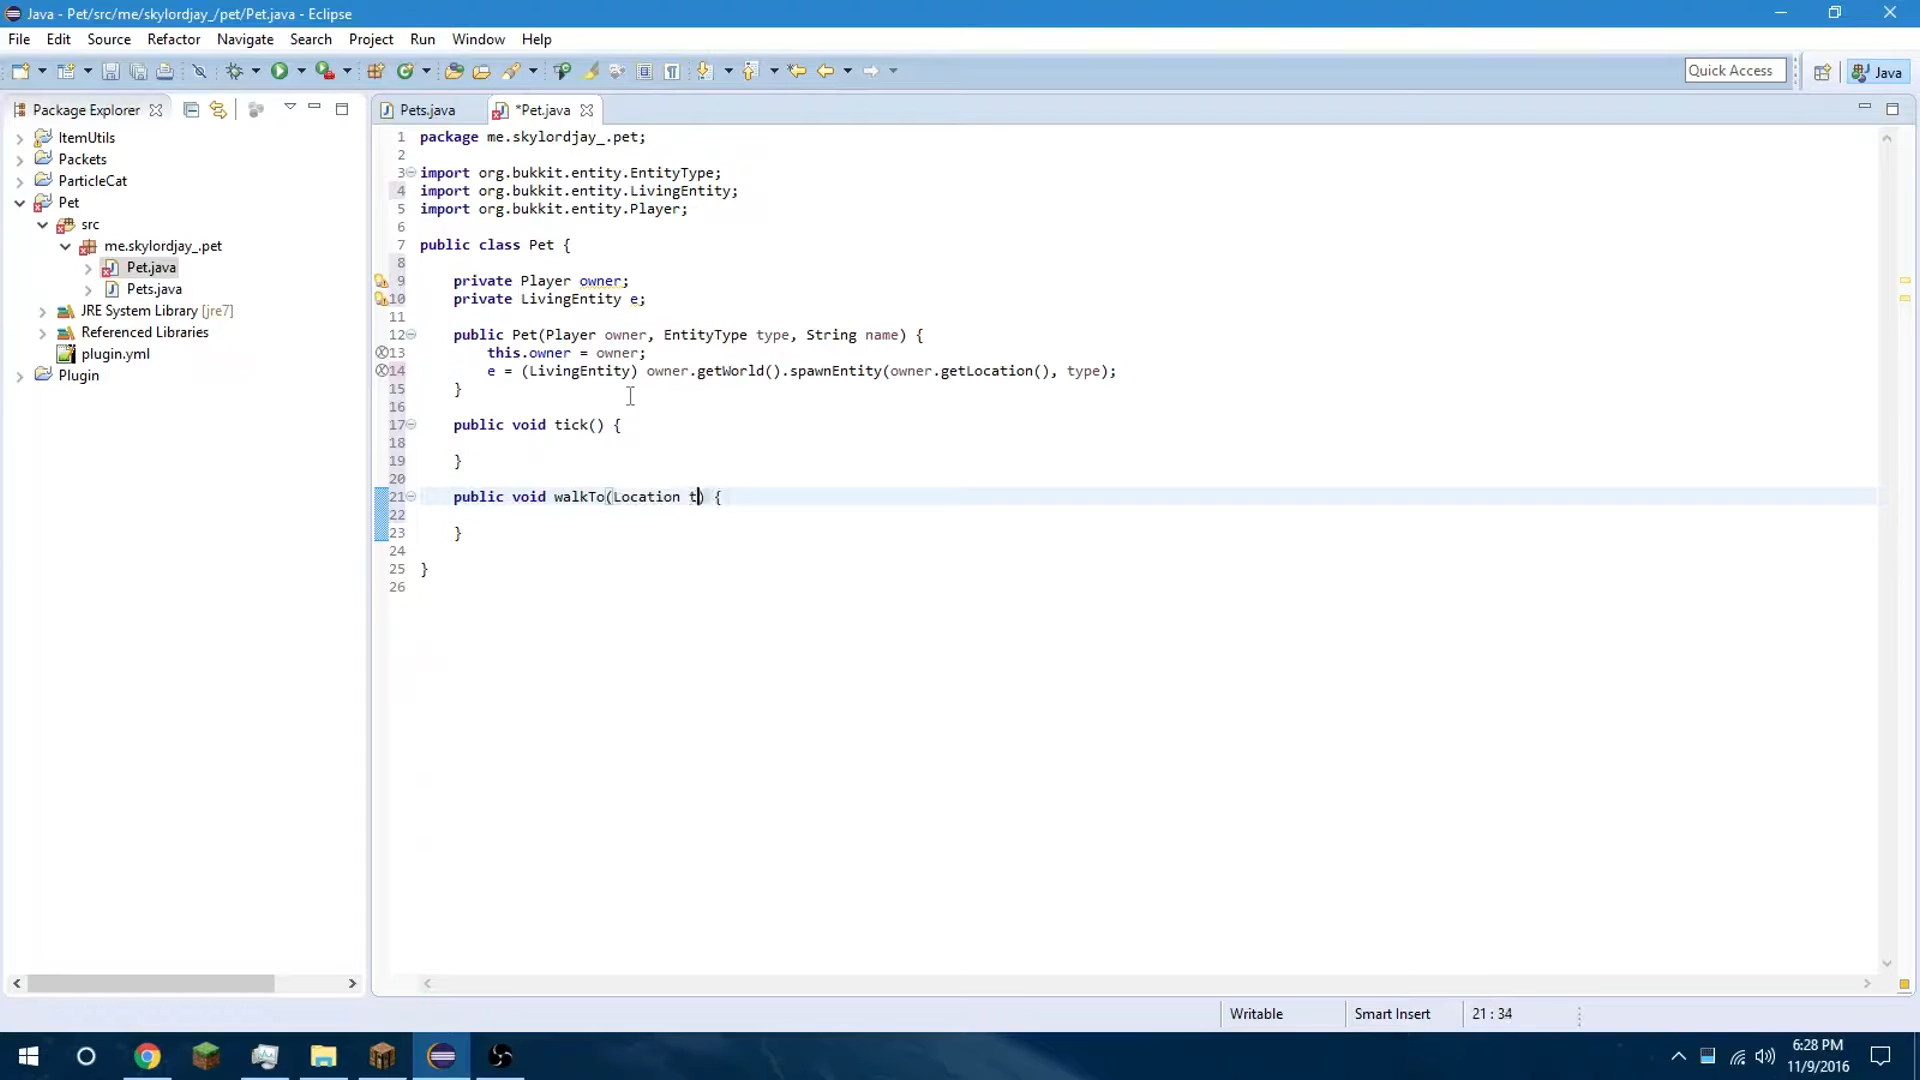 Java - Pet/src/me/skylordjay_/pet/Pet.java - Eclipse
File Edit Source Refactor Navigate Search Project Run Window Help
Quick Access
Java
Package Explorer
Pets.java
*Pet.java
ItemUtils
Packets
ParticleCat
Pet
src
me.skylordjay_.pet
Pet.java
Pets.java
JRE System Library [jre7]
Referenced Libraries
plugin.yml
Plugin
1 package me.skylordjay_.pet;
2
3 import org.bukkit.entity.EntityType;
4 import org.bukkit.entity.LivingEntity;
5 import org.bukkit.entity.Player;
6
7 public class Pet {
8
9 private Player owner;
10 private LivingEntity e;
11
12 public Pet(Player owner, EntityType type, String name) {
13 this.owner = owner;
14 e = (LivingEntity) owner.getWorld().spawnEntity(owner.getLocation(), type);
15 }
16
17 public void tick() {
18
19 }
20
21 public void walkTo(Location t) {
22
23 }
24
25 }
26
Writable
Smart Insert
21 : 34
6:28 PM
11/9/2016